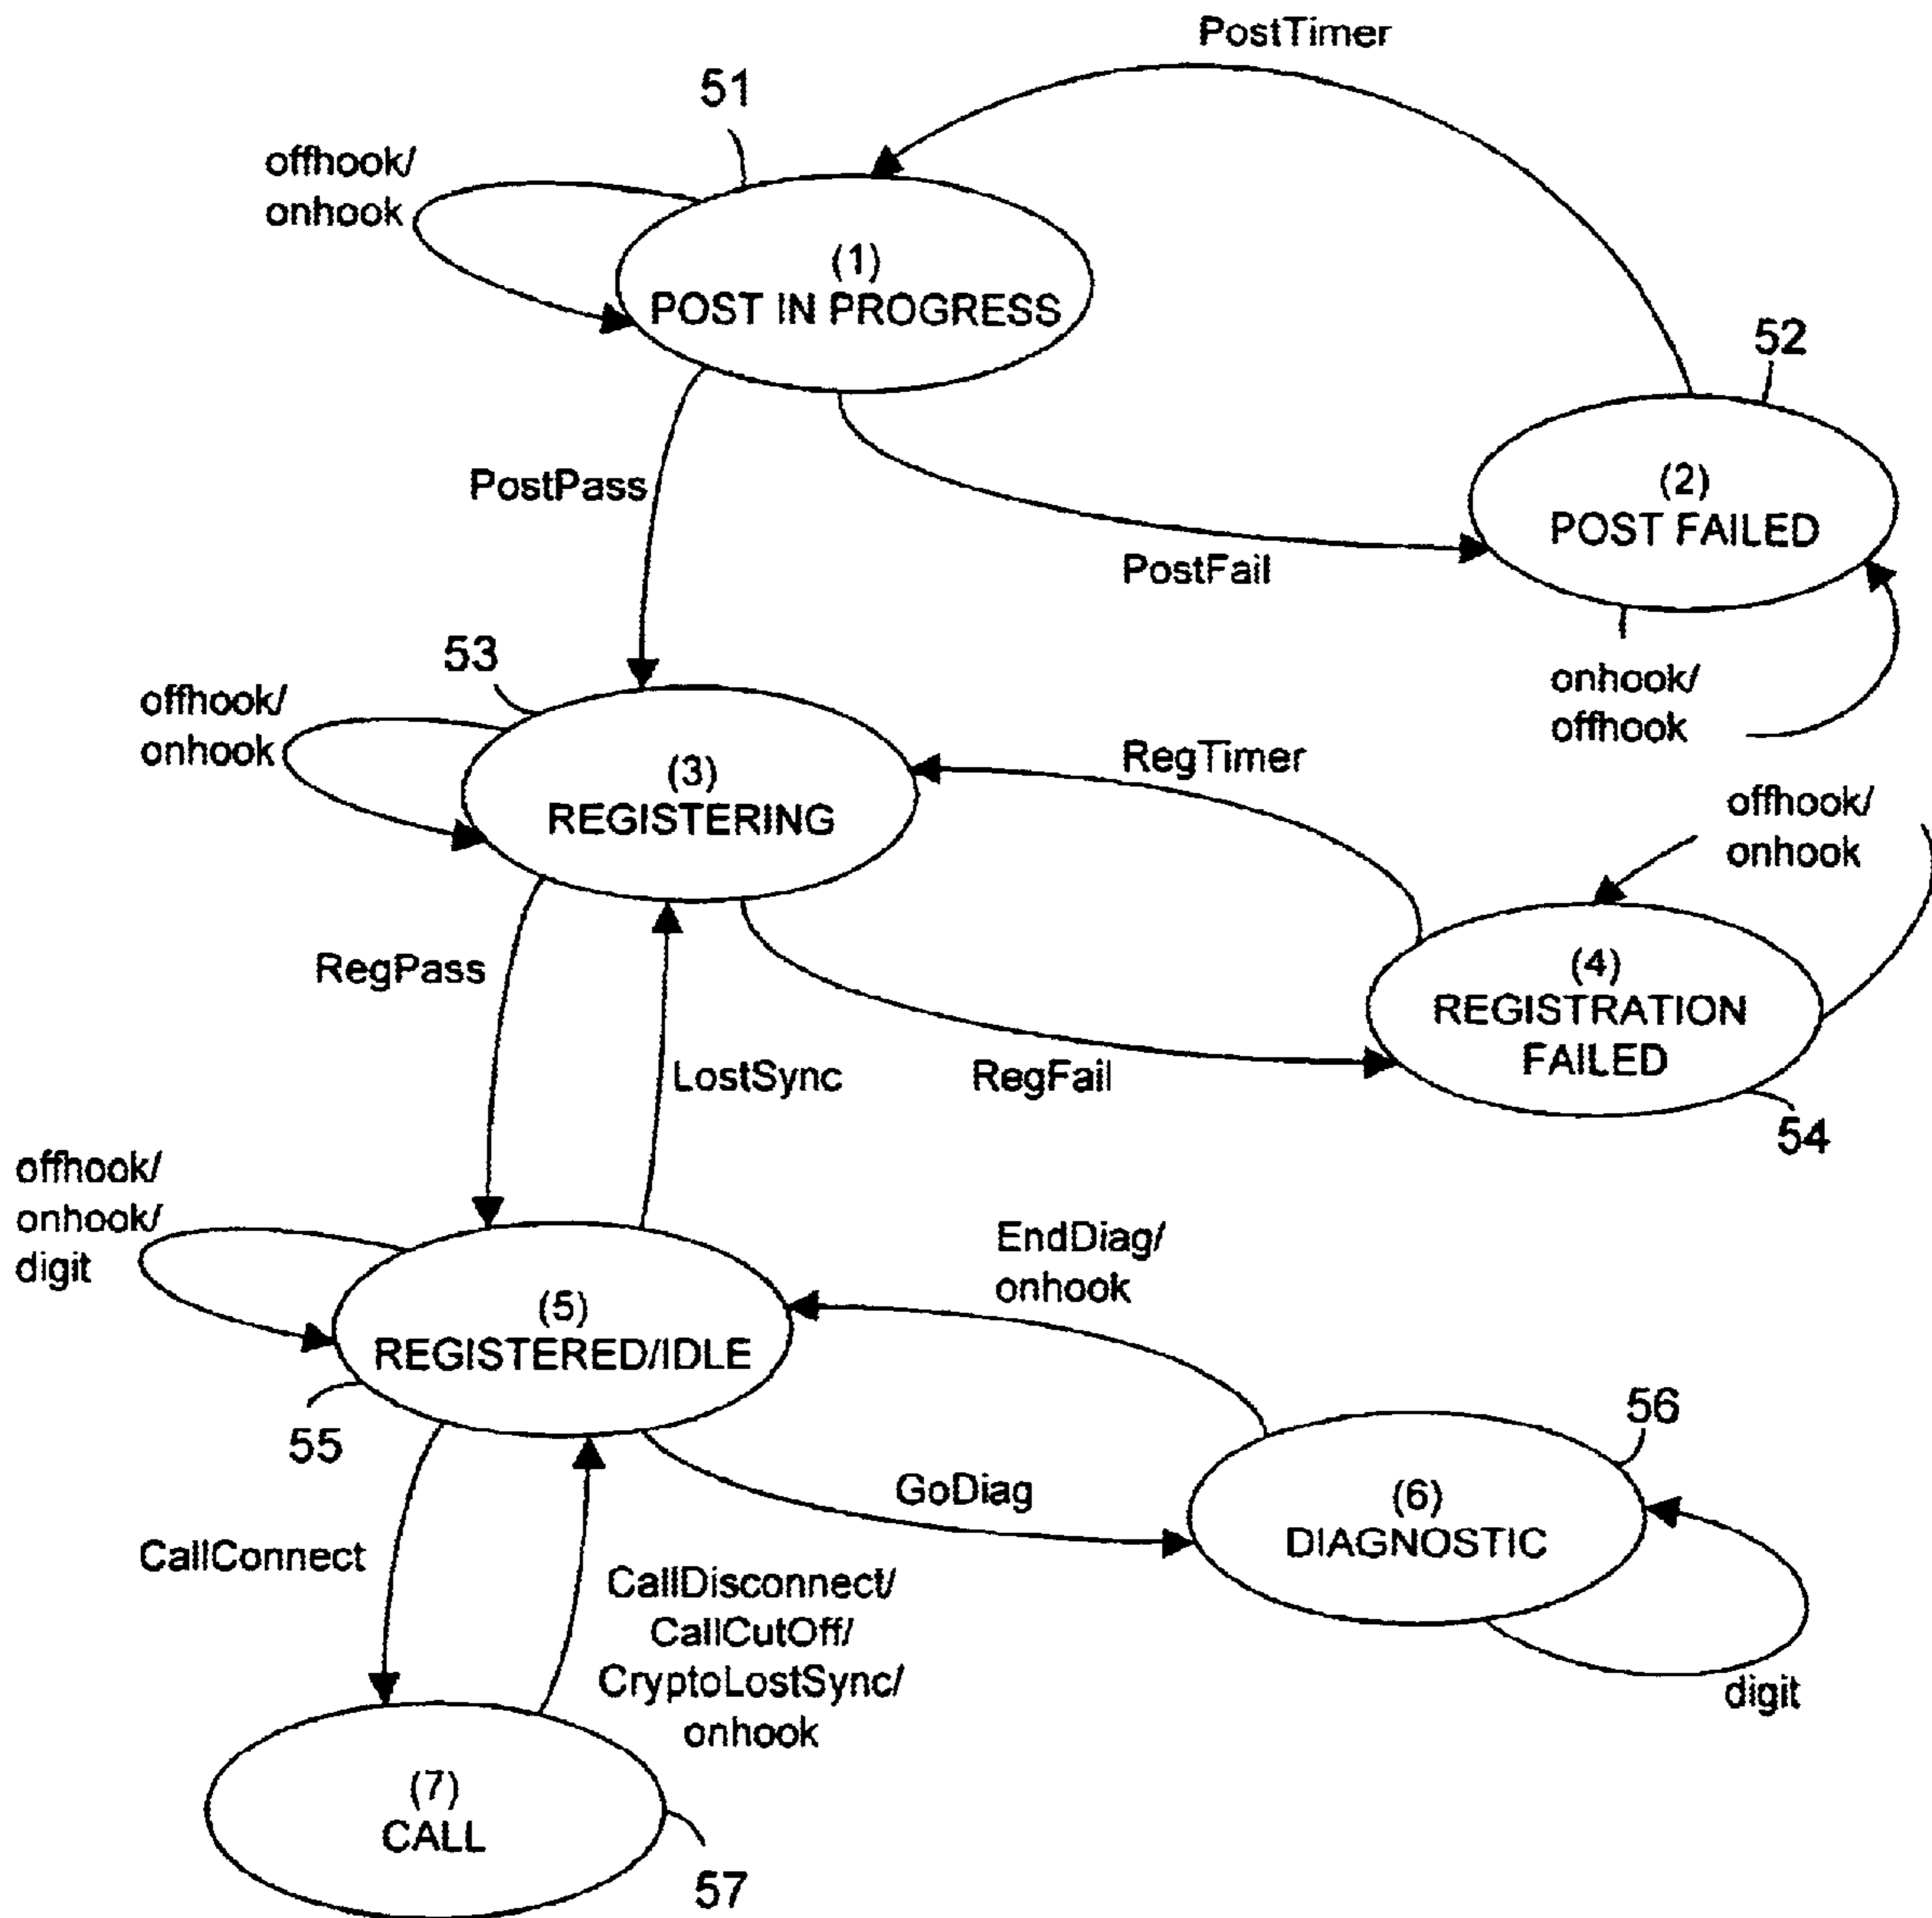 PostTimer
51
offhook/
onhook
(1)
POST IN PROGRESS
52
(2)
POST FAILED
PostPass
PostFail
53
offhook/
onhook
onhook/
offhook
(3)
REGISTERING
RegTimer
offhook/
onhook
(4)
REGISTRATION
FAILED
RegPass
LostSync
RegFail
54
offhook/
onhook/
digit
EndDiag/
onhook
(5)
REGISTERED/IDLE
55
56
GoDiag
(6)
DIAGNOSTIC
CallConnect
CallDisconnect/
CallCutOff/
CryptoLostSync/
onhook
digit
(7)
CALL
57